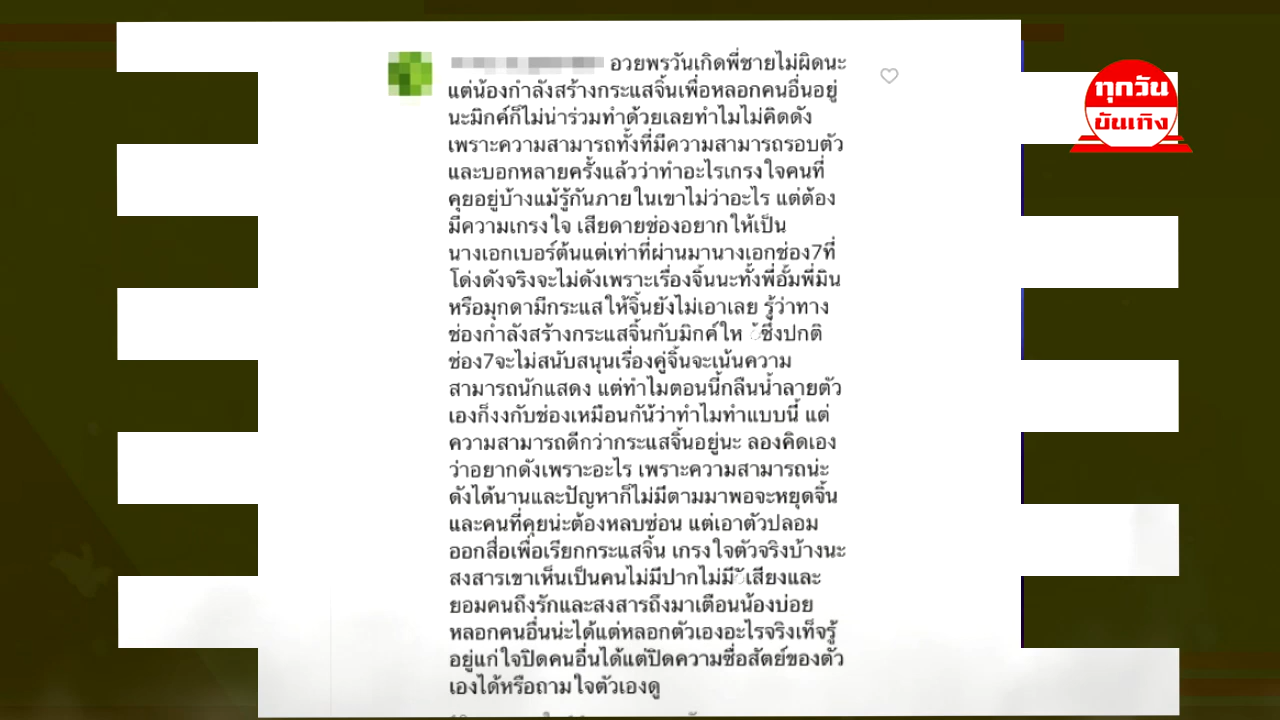 อวยพรวันเกิดพี่ชายไม่ผิดนะ
แต่น้องกำลังสร้างกระแสจิ้นเพื่อหลอกคนอื่นอยู่
นะมิกค์ก็ไม่น่าร่วมทำด้วยเลยทำไมไม่คิดดัง
เพราะความสามารถทั้งที่มีความสามารถรอบตัว
และบอกหลายครั้งแล้วว่าทำอะไรเกรงใจคนที่
คุยอยู่บ้างแม้รู้กันภายในเขาไม่ว่าอะไร แต่ต้อง
มีความเกรงใจ เสียดายช่องอยากให้เป็น
นางเอกเบอร์ต้นแต่เท่าที่ผ่านมานางเอกช่อง7ที่
โด่งดังจริงจะไม่ดังเพราะเรื่องจิ้นนะทั้งพี่อั้มพี่มิน
หรือมุกดามีกระแสให้จิ้นยังไม่เอาเลย รู้ว่าทาง
ช่องกำลังสร้างกระแสจิ้นกับมิกค์ให ้ซึ่งปกติ
ช่อง7จะไม่สนับสนุนเรื่องคู่จิ้นจะเน้นความ
สามารถนักแสดง แต่ทำไมตอนนี้กลืนน้ำลายตัว
เองก็งงกับช่องเหมือนกัน้ว่าทำไมทำแบบนี้ แต่
ความสามารถดีกว่ากระแสจิ้นอยู่นะ ลองคิดเอง
ว่าอยากดังเพราะอะไร เพราะความสามารถน่ะ
ดังได้นานและปัญหาก็ไม่มีตามมาพอจะหยุดจิ้น
และคนที่คุยน่ะต้องหลบซ่อน แต่เอาตัวปลอม
ออกสื่อเพื่อเรียกกระแสจิ้น เกรงใจตัวจริงบ้างนะ
สงสารเขาเห็นเป็นคนไม่มีปากไม่มีัเสียงและ
ยอมคนถึงรักและสงสารถึงมาเตือนน้องบ่อย
หลอกคนอื่นน่ะได้แต่หลอกตัวเองอะไรจริงเท็จรู้
อยู่แก่ใจปิดคนอื่นได้แต่ปิดความซื่อสัตย์ของตัว
เองได้หรือถามใจตัวเองดู
ทุกวัน
บันเทิง